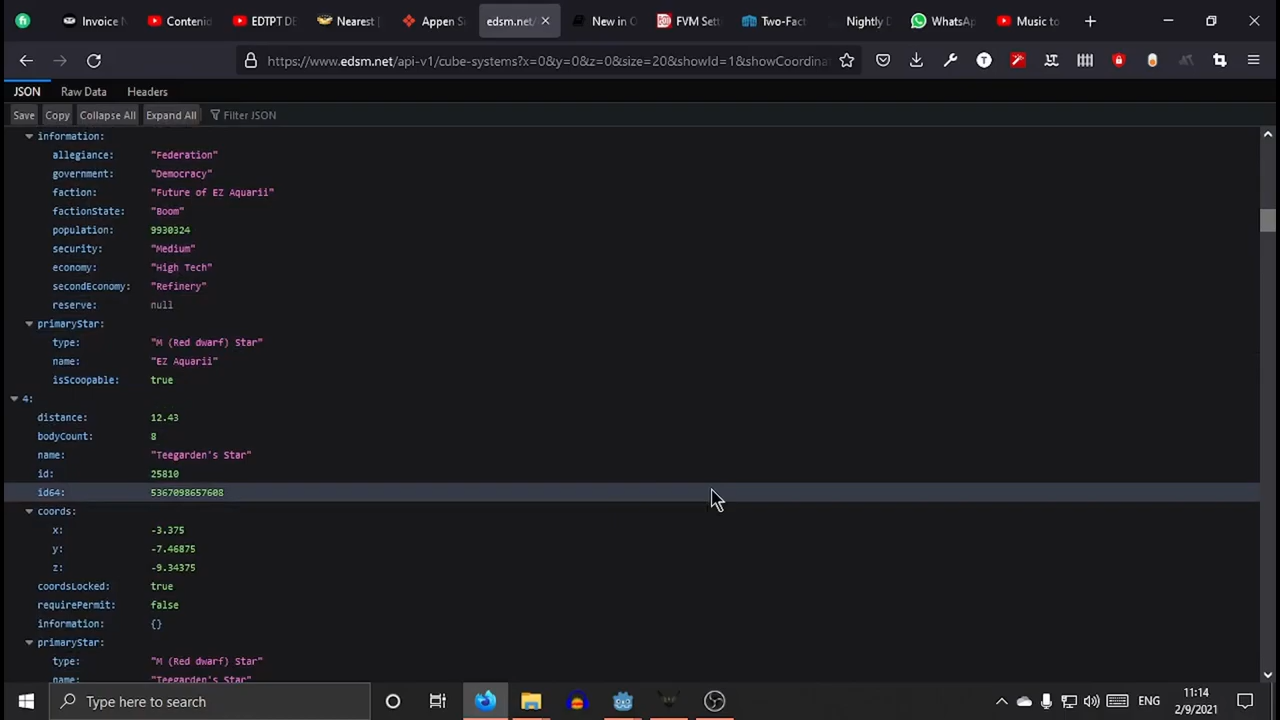 Invoice N
Contenid
EDTPT DE
Nearest
Appen S
edsm.net/
New in C
FVM Sett
Two-Fact
Nightly D
WhatsAp
Music to
https://www.edsm.net/api-v1/cube-systems?x=0&y=0&z=0&size=20&showId=1&showCoordina
JSON Raw Data Headers
Save Copy Collapse All Expand All Filter JSON
information:
allegiance: "Federation"
government: "Democracy"
faction: "Future of EZ Aquarii"
factionState: "Boom"
population: 9930324
security: "Medium"
economy: "High Tech"
secondEconomy: "Refinery"
reserve: null
primaryStar:
type: "M (Red dwarf) Star"
name: "EZ Aquarii"
isScoopable: true
4:
distance: 12.43
bodyCount: 8
name: "Teegarden's Star"
id: 25810
id64: 5367098657608
coords:
x: -3.375
y: -7.46875
z: -9.34375
coordsLocked: true
requirePermit: false
information: {}
primaryStar:
type: "M (Red dwarf) Star"
name: "Teegarden's Star"
Type here to search
ENG
11:14
2/9/2021